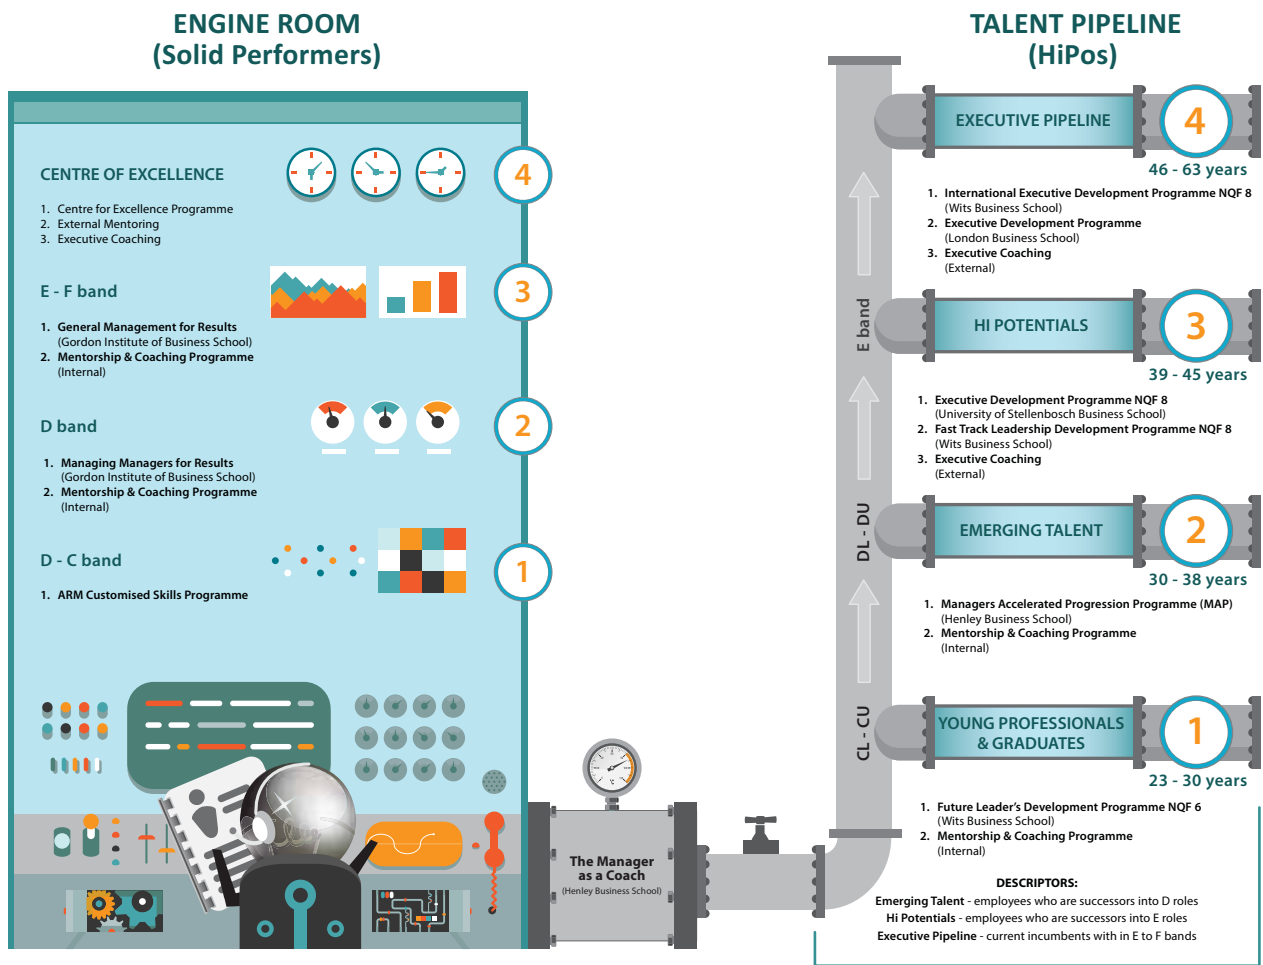 ENGINE ROOM
(Solid Performers)
CENTRE OF EXCELLENCE
4
1. Centre for Excellence Programme
2. External Mentoring
3. Executive Coaching
E - F band
3
1. General Management for Results
(Gordon Institute of Business School)
2. Mentorship & Coaching Programme
(Internal)
D band
2
1. Managing Managers for Results
(Gordon Institute of Business School)
2. Mentorship & Coaching Programme
(Internal)
D - C band
1
1. ARM Customised Skills Programme
The Manager
as a Coach
(Henley Business School)
TALENT PIPELINE
(HiPos)
EXECUTIVE PIPELINE
4
46 - 63 years
1. International Executive Development Programme NQF 8
(Wits Business School)
2. Executive Development Programme
(London Business School)
3. Executive Coaching
(External)
E band
HI POTENTIALS
3
39 - 45 years
1. Executive Development Programme NQF 8
(University of Stellenbosch Business School)
2. Fast Track Leadership Development Programme NQF 8
(Wits Business School)
3. Executive Coaching
(External)
DL - DU
EMERGING TALENT
2
30 - 38 years
1. Managers Accelerated Progression Programme (MAP)
(Henley Business School)
2. Mentorship & Coaching Programme
(Internal)
CL - CU
YOUNG PROFESSIONALS
& GRADUATES
1
23 - 30 years
1. Future Leader's Development Programme NQF 6
(Wits Business School)
2. Mentorship & Coaching Programme
(Internal)
DESCRIPTORS:
Emerging Talent - employees who are successors into D roles
Hi Potentials - employees who are successors into E roles
Executive Pipeline - current incumbents with in E to F bands